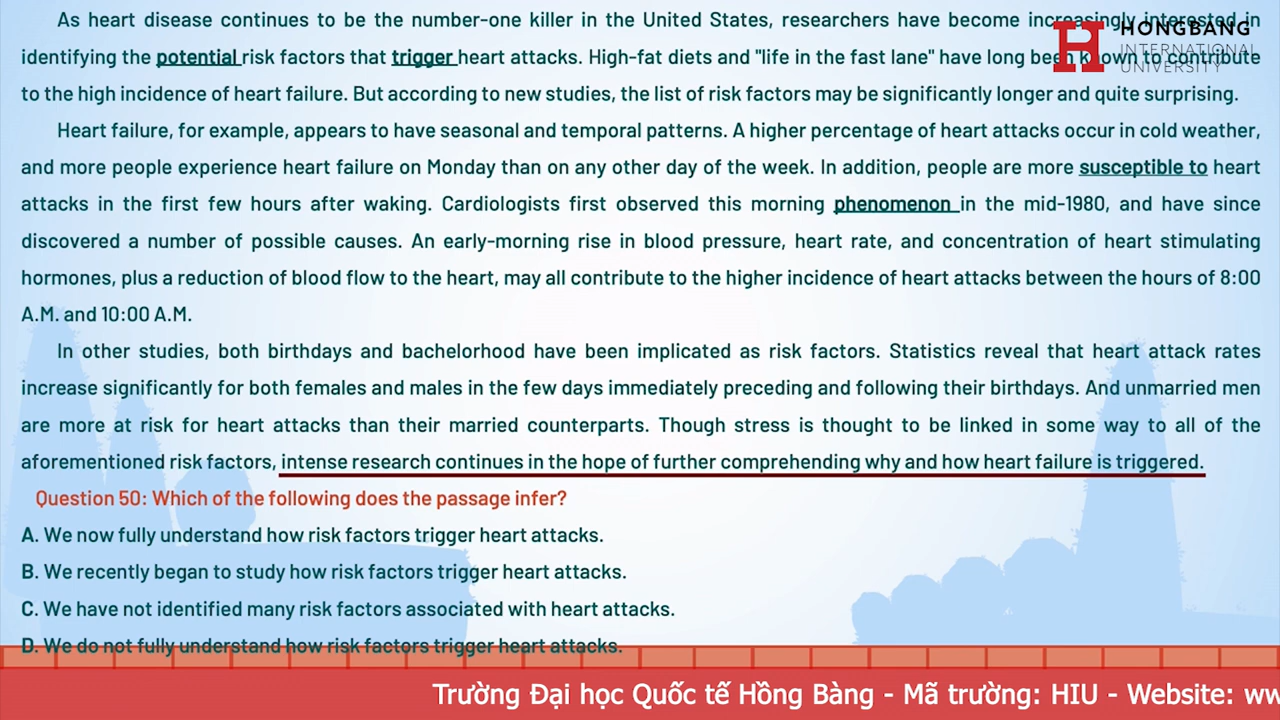 As heart disease continues to be the number-one killer in the United States, researchers have become increasingly interested in
identifying the potential risk factors that trigger heart attacks. High-fat diets and "life in the fast lane" have long been known to contribute
to the high incidence of heart failure. But according to new studies, the list of risk factors may be significantly longer and quite surprising.
HONGBANG
INTERNATIONAL
UNIVERSITY
Heart failure, for example, appears to have seasonal and temporal patterns. A higher percentage of heart attacks occur in cold weather,
and more people experience heart failure on Monday than on any other day of the week. In addition, people are more susceptible to heart
attacks in the first few hours after waking. Cardiologists first observed this morning phenomenon in the mid-1980, and have since
discovered a number of possible causes. An early-morning rise in blood pressure, heart rate, and concentration of heart stimulating
hormones, plus a reduction of blood flow to the heart, may all contribute to the higher incidence of heart attacks between the hours of 8:00
A.M. and 10:00 A.M.
In other studies, both birthdays and bachelorhood have been implicated as risk factors. Statistics reveal that heart attack rates
increase significantly for both females and males in the few days immediately preceding and following their birthdays. And unmarried men
are more at risk for heart attacks than their married counterparts. Though stress is thought to be linked in some way to all of the
aforementioned risk factors, intense research continues in the hope of further comprehending why and how heart failure is triggered.
Question 50: Which of the following does the passage infer?
A. We now fully understand how risk factors trigger heart attacks.
B. We recently began to study how risk factors trigger heart attacks.
C. We have not identified many risk factors associated with heart attacks.
D. We do not fully understand how risk factors trigger heart attacks.
Trường Đại học Quốc tế Hồng Bàng - Mã trường: HIU - Website: ww